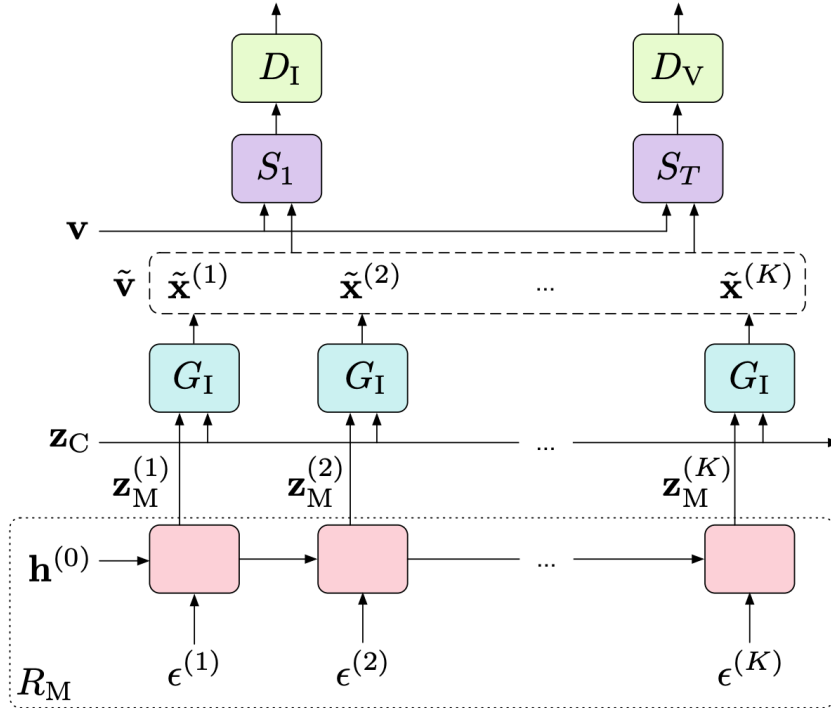 D_I D_V
S_1 S_T
v
ṽ x̃^(1) x̃^(2) ... x̃^(K)
G_I G_I G_I
z_C ...
z_M^(1) z_M^(2) z_M^(K)
h^(0) ...
ϵ^(1) ϵ^(2) ϵ^(K)
R_M